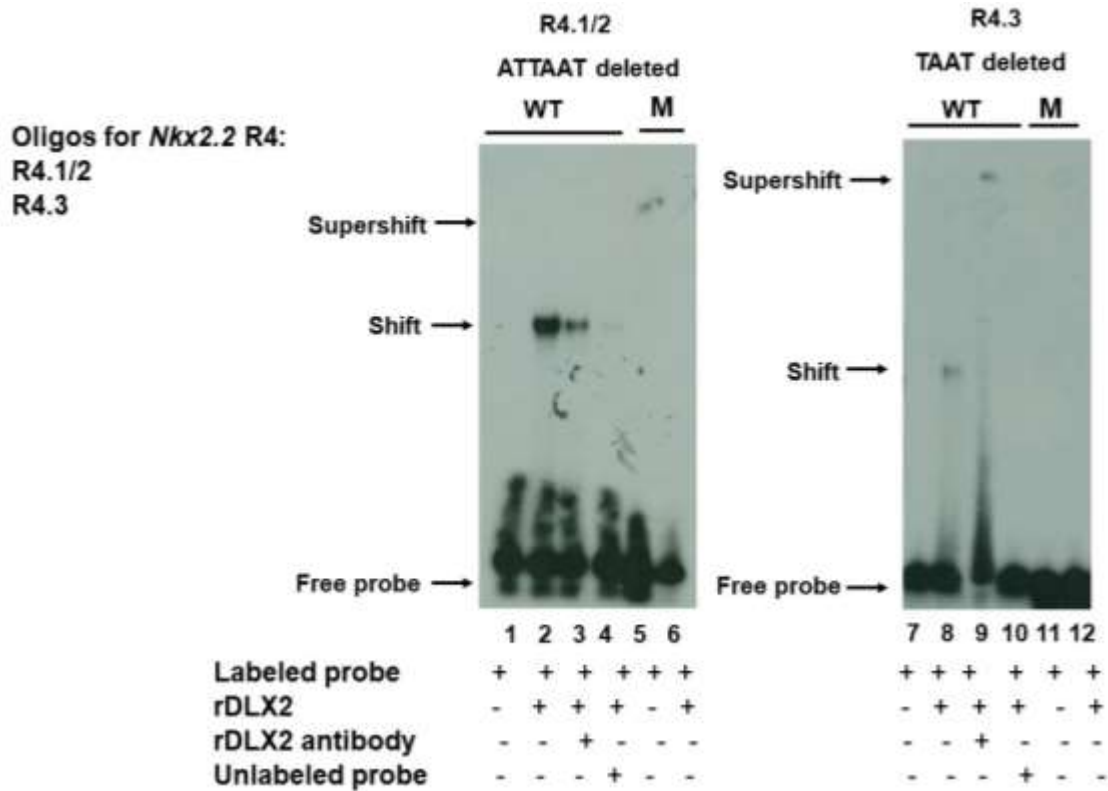 R4.1/2
ATTAAT deleted
WT M
R4.3
TAAT deleted
WT M
Oligos for Nkx2.2 R4:
R4.1/2
R4.3
Supershift
Shift
Free probe
Supershift
Shift
Free probe
1 2 3 4 5 6 7 8 9 10 11 12
Labeled probe + + + + + + + + + + + +
rDLX2 - + + + - + - + + + - +
rDLX2 antibody - - + - - - - - + - - -
Unlabeled probe - - - + - - - - - + - -